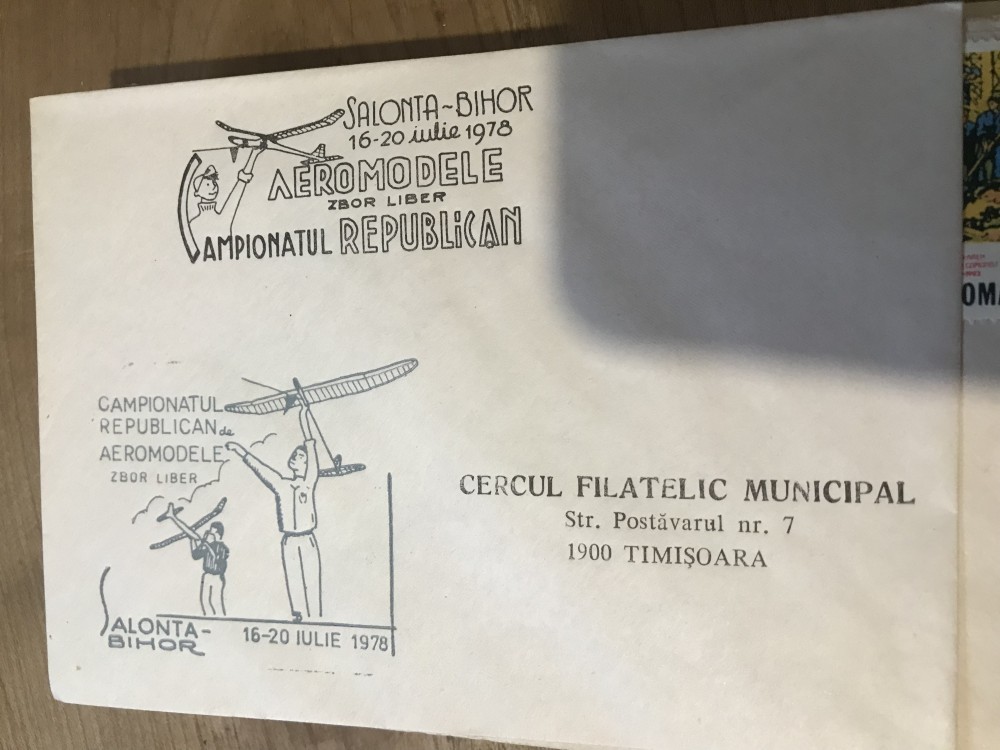 SALONTA-BIHOR
16-20 iulie 1978
AEROMODELE
ZBOR LIBER
CAMPIONATUL REPUBLICAN
CAMPIONATUL
REPUBLICAN de
AEROMODELE
ZBOR LIBER
SALONTA-
BIHOR
16-20 IULIE 1978
CERCUL FILATELIC MUNICIPAL
Str. Postăvarul nr. 7
1900 TIMIȘOARA
OMA